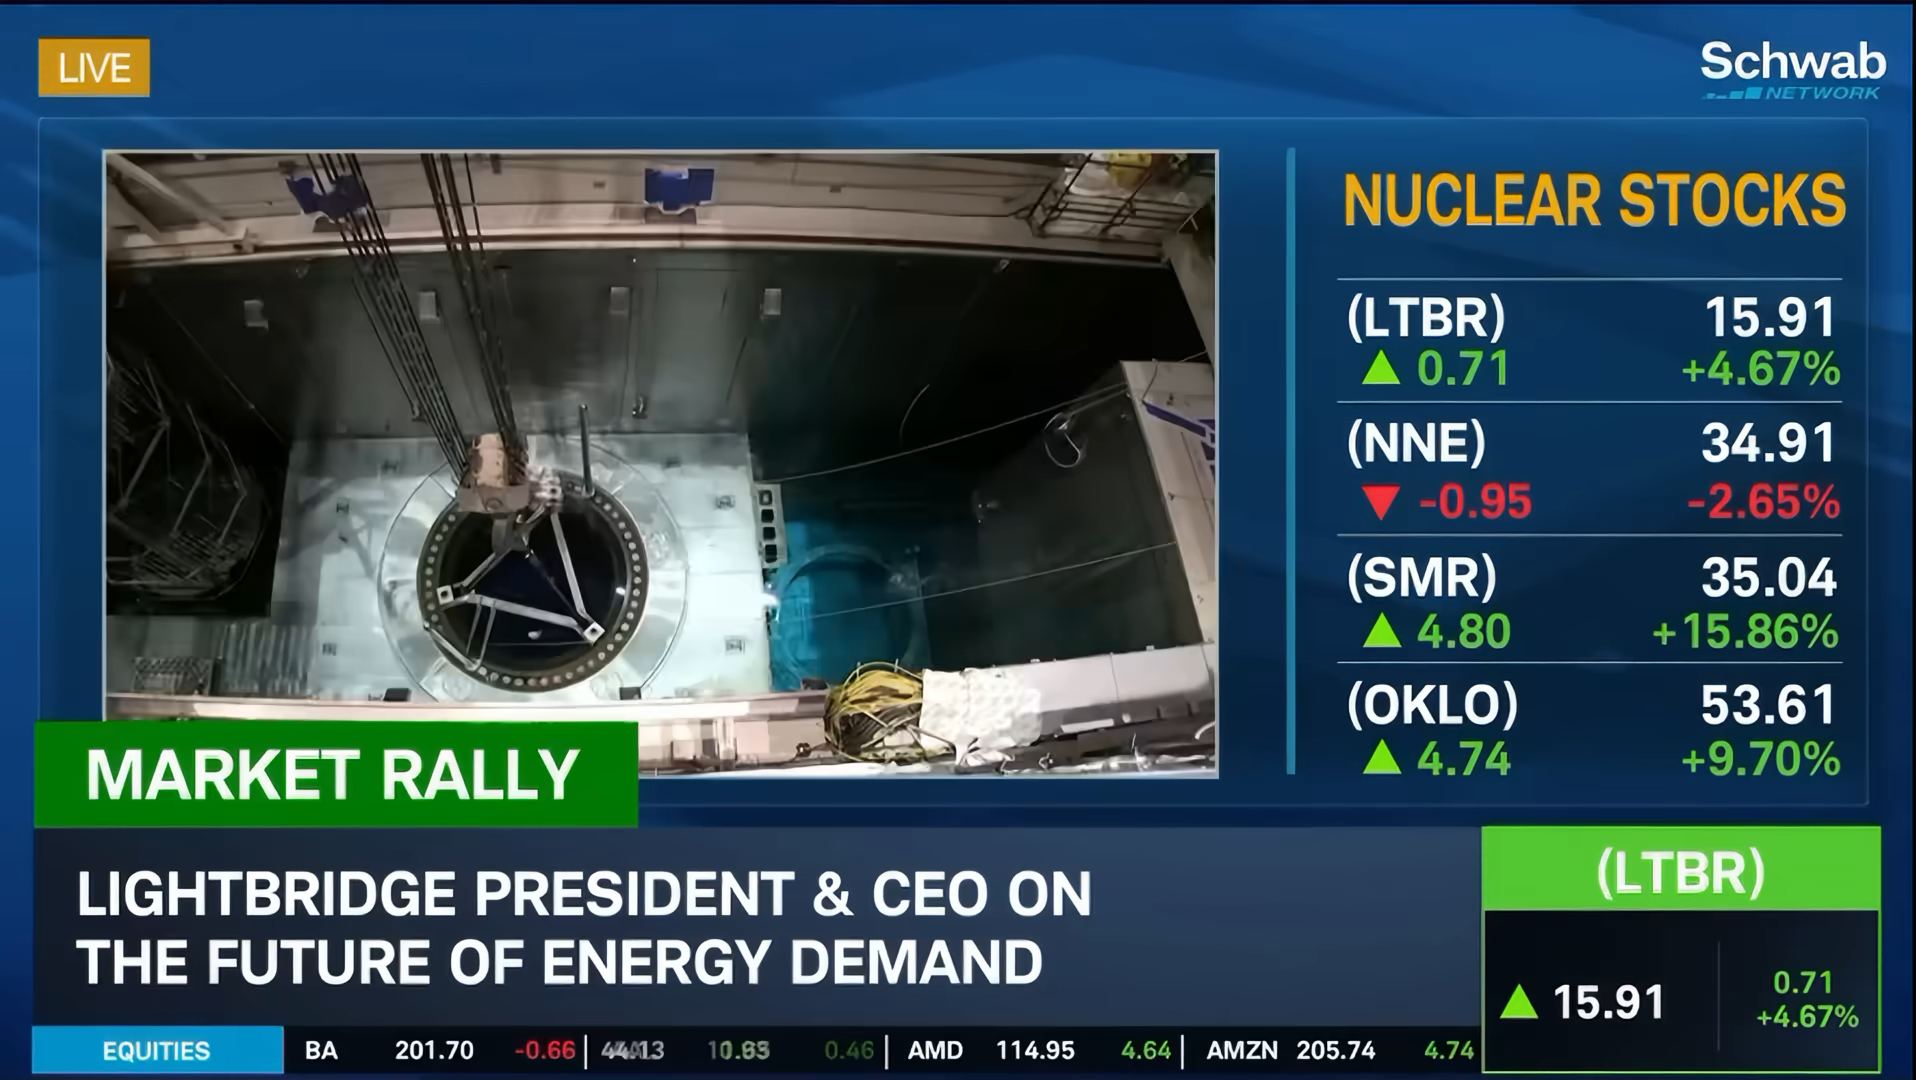 LIVE
Schwab
NETWORK
NUCLEAR STOCKS
(LTBR) 15.91
▲ 0.71 +4.67%
(NNE) 34.91
▼ -0.95 -2.65%
(SMR) 35.04
▲ 4.80 +15.86%
(OKLO) 53.61
▲ 4.74 +9.70%
MARKET RALLY
LIGHTBRIDGE PRESIDENT & CEO ON
THE FUTURE OF ENERGY DEMAND
(LTBR)
▲ 15.91
0.71
+4.67%
EQUITIES BA 201.70 -0.66 0.46 AMD 114.95 4.64 AMZN 205.74 4.74